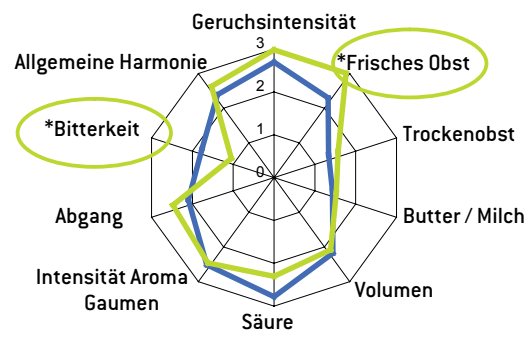 Geruchsintensität
Allgemeine Harmonie
*Frisches Obst
*Bitterkeit
Trockenobst
Abgang
Butter / Milch
Intensität Aroma
Gaumen
Volumen
Säure
3
2
1
0